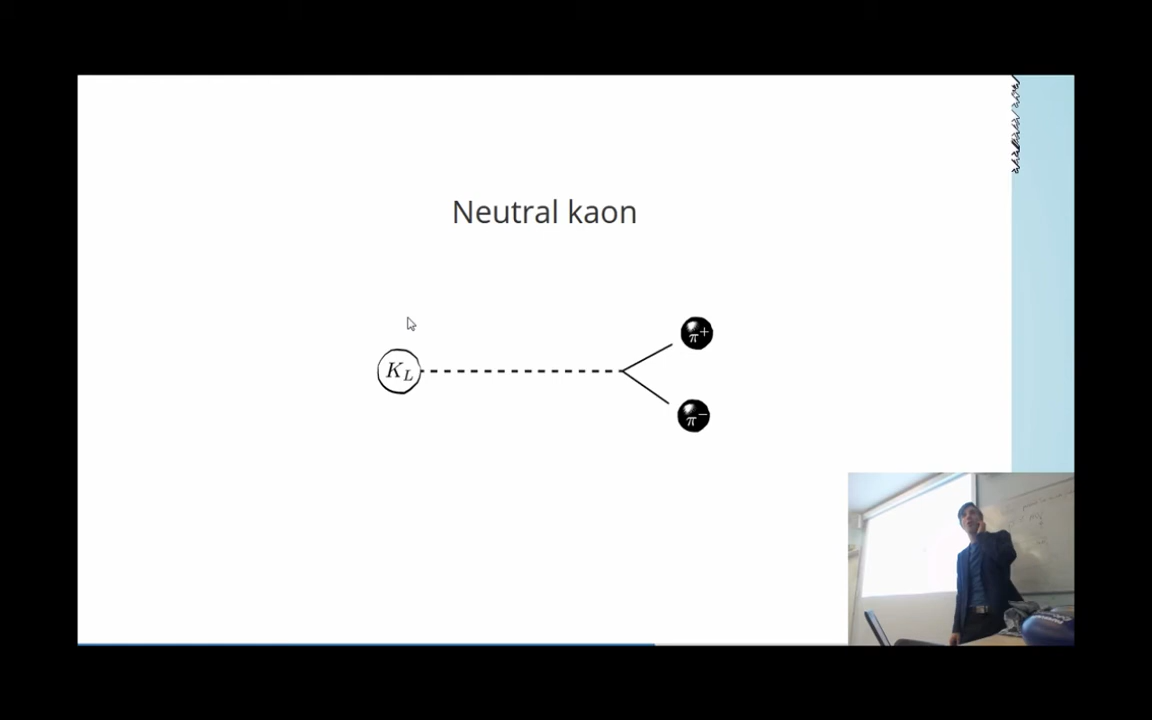 Neutral kaon
K_L
π⁺
π⁻